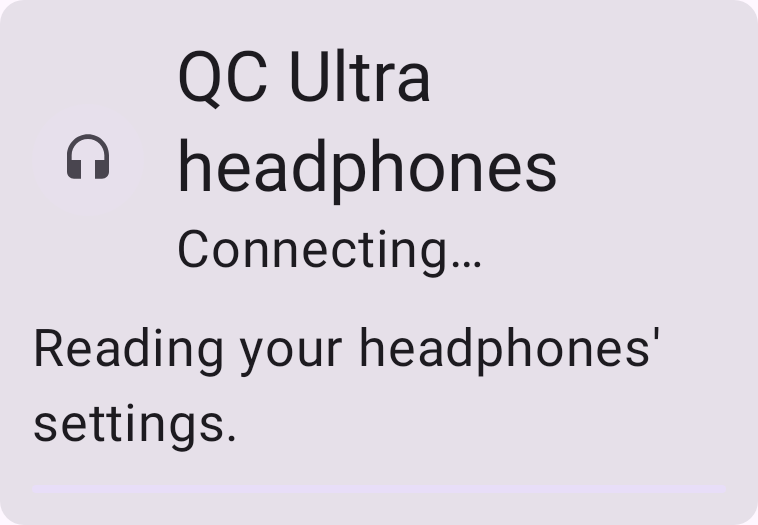 QC Ultra
headphones
Connecting…
Reading your headphones'
settings.